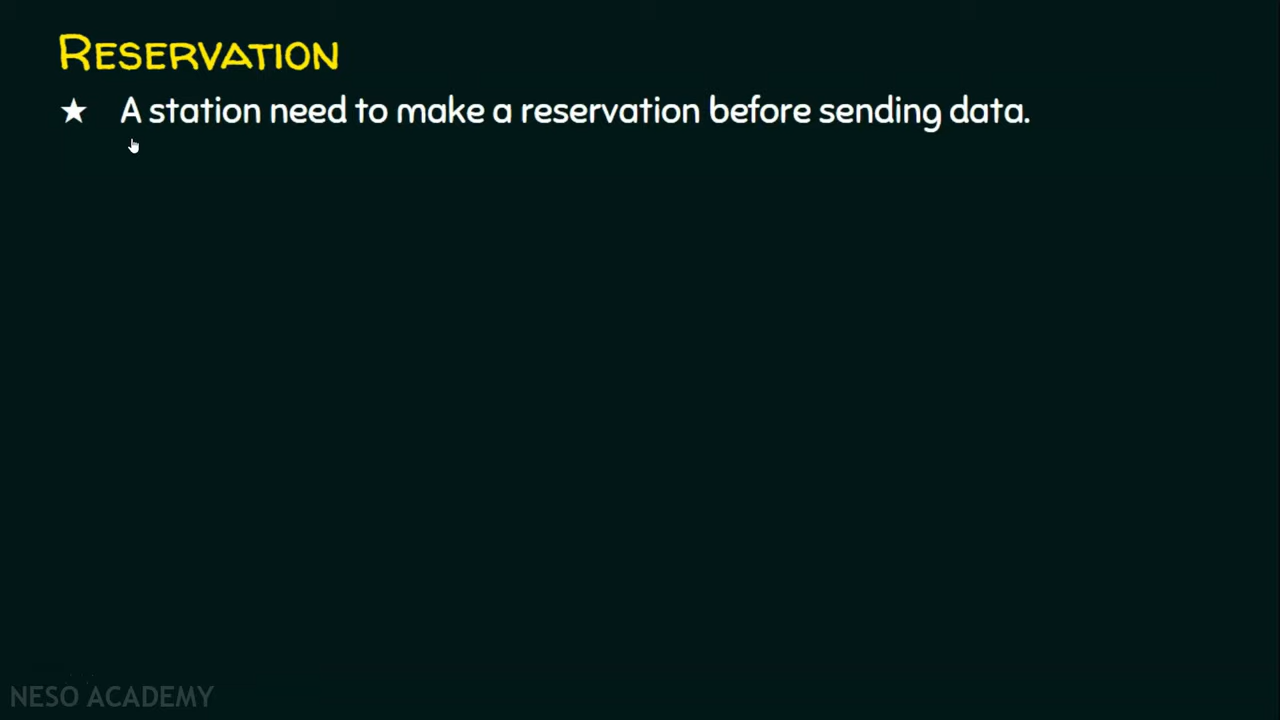 RESERVATION
★ A station need to make a reservation before sending data.
NESO ACADEMY